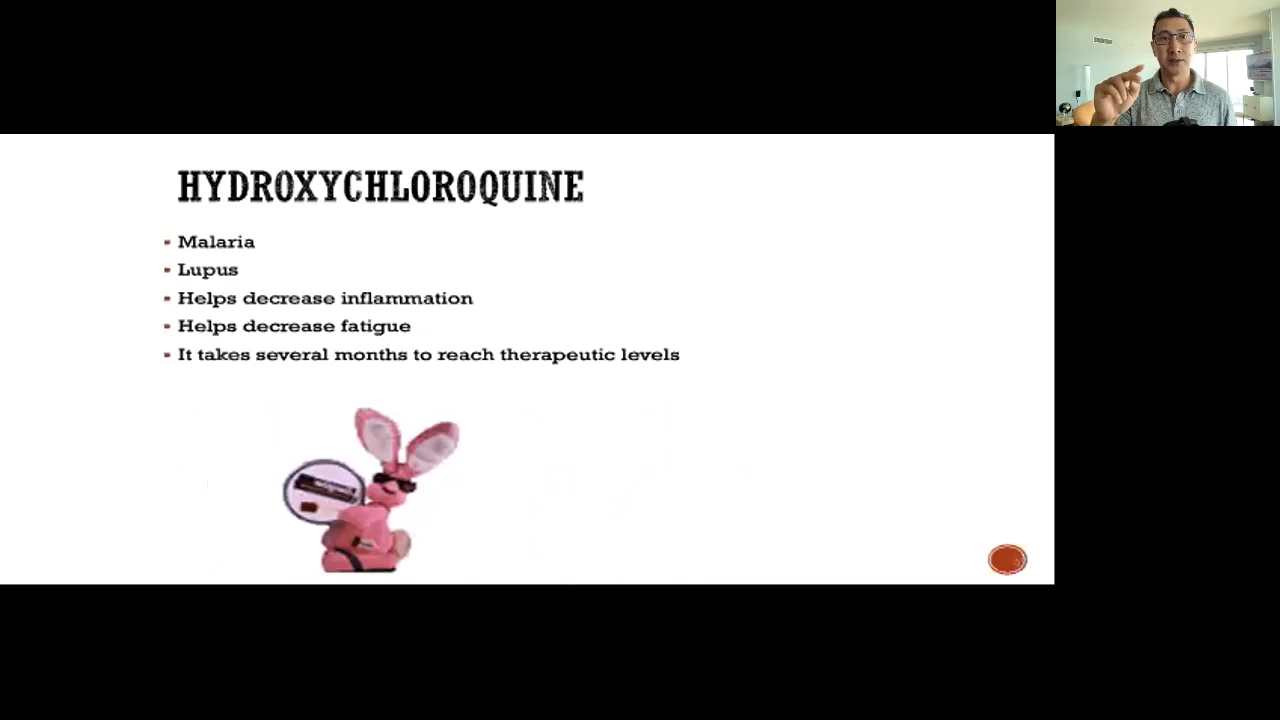 HYDROXYCHLOROQUINE
Malaria
Lupus
Helps decrease inflammation
Helps decrease fatigue
It takes several months to reach therapeutic levels